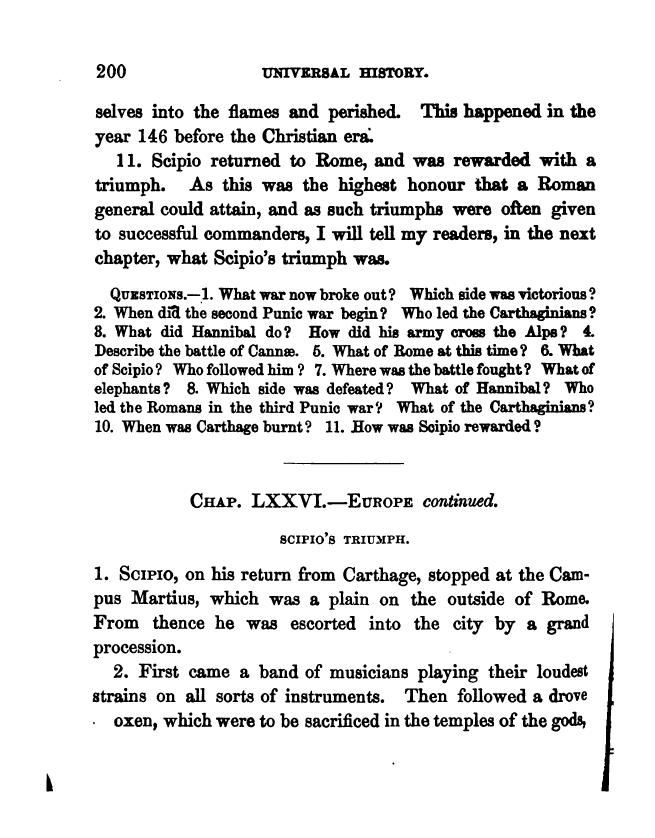 200 UNIVERSAL HISTORY.
selves into the flames and perished. This happened in the
year 146 before the Christian era.
11. Scipio returned to Rome, and was rewarded with a
triumph. As this was the highest honour that a Roman
general could attain, and as such triumphs were often given
to successful commanders, I will tell my readers, in the next
chapter, what Scipio's triumph was.
QUESTIONS.—1. What war now broke out? Which side was victorious?
2. When did the second Punic war begin? Who led the Carthaginians?
3. What did Hannibal do? How did his army cross the Alps? 4.
Describe the battle of Cannæ. 5. What of Rome at this time? 6. What
of Scipio? Who followed him? 7. Where was the battle fought? What of
elephants? 8. Which side was defeated? What of Hannibal? Who
led the Romans in the third Punic war? What of the Carthaginians?
10. When was Carthage burnt? 11. How was Scipio rewarded?
CHAP. LXXVI.—EUROPE continued.
SCIPIO'S TRIUMPH.
1. SCIPIO, on his return from Carthage, stopped at the Cam-
pus Martius, which was a plain on the outside of Rome.
From thence he was escorted into the city by a grand
procession.
2. First came a band of musicians playing their loudest
strains on all sorts of instruments. Then followed a drove
oxen, which were to be sacrificed in the temples of the gods,